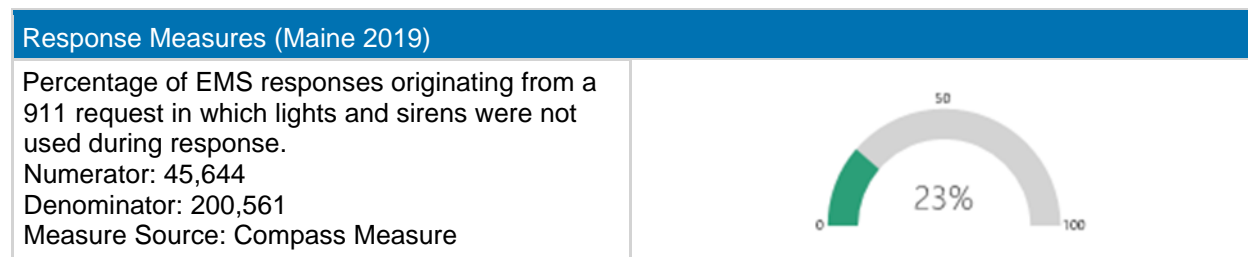 Response Measures (Maine 2019)
Percentage of EMS responses originating from a
911 request in which lights and sirens were not
used during response.
Numerator: 45,644
Denominator: 200,561
Measure Source: Compass Measure
50
23%
0
100